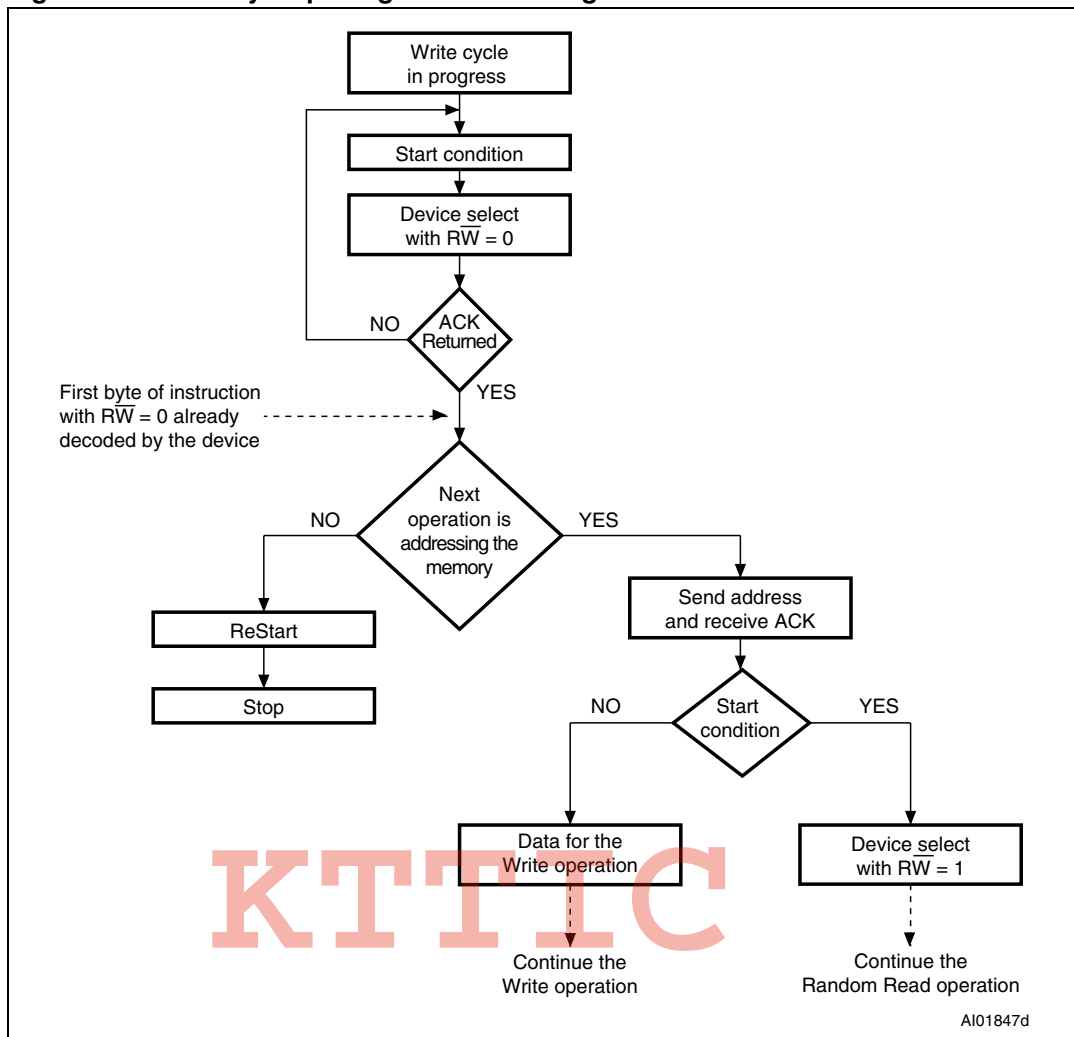 Write cycle
in progress
Start condition
Device select
with RW̅ = 0
NO
ACK
Returned
YES
First byte of instruction
with RW̅ = 0 already
decoded by the device
Next
operation is
addressing the
memory
NO
YES
Send address
and receive ACK
ReStart
Stop
Start
condition
NO
YES
Data for the
Write operation
Device select
with RW̅ = 1
KTTIC
Continue the
Write operation
Continue the
Random Read operation
AI01847d